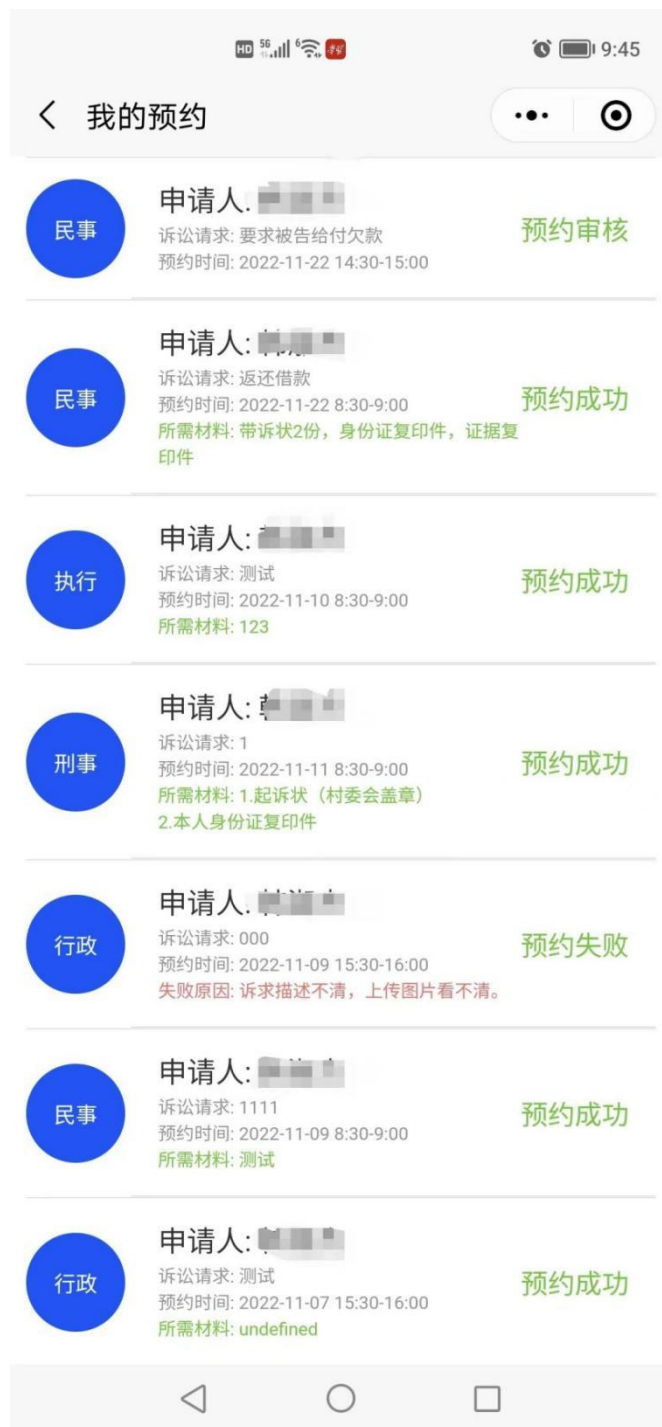 HD 5G 6 9:45
我的预约
民事
申请人:
诉讼请求: 要求被告给付欠款
预约时间: 2022-11-22 14:30-15:00
预约审核
民事
申请人:
诉讼请求: 返还借款
预约时间: 2022-11-22 8:30-9:00
所需材料: 带诉状2份，身份证复印件，证据复
印件
预约成功
执行
申请人:
诉讼请求: 测试
预约时间: 2022-11-10 8:30-9:00
所需材料: 123
预约成功
刑事
申请人:
诉讼请求: 1
预约时间: 2022-11-11 8:30-9:00
所需材料: 1.起诉状（村委会盖章）
2.本人身份证复印件
预约成功
行政
申请人:
诉讼请求: 000
预约时间: 2022-11-09 15:30-16:00
失败原因: 诉求描述不清，上传图片看不清。
预约失败
民事
申请人:
诉讼请求: 1111
预约时间: 2022-11-09 8:30-9:00
所需材料: 测试
预约成功
行政
申请人:
诉讼请求: 测试
预约时间: 2022-11-07 15:30-16:00
所需材料: undefined
预约成功